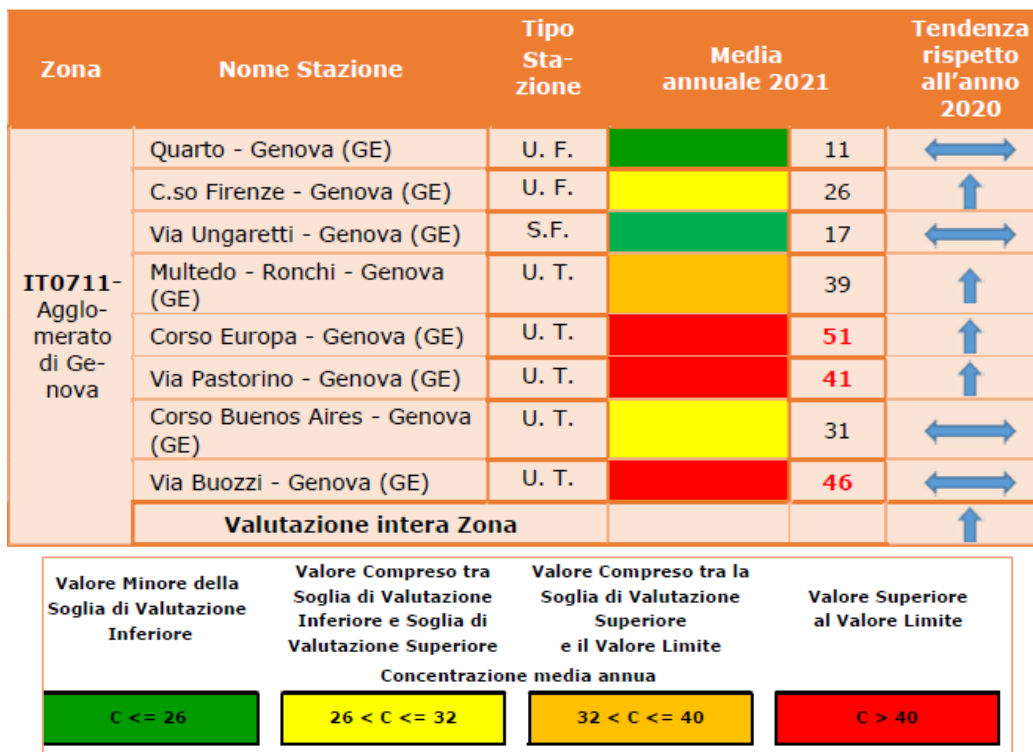 Zona Nome Stazione Tipo Sta-zione Media annuale 2021 Tendenza rispetto all'anno 2020
IT0711-
Agglo-
merato
di Ge-
nova
Quarto - Genova (GE) U. F. 11
C.so Firenze - Genova (GE) U. F. 26
Via Ungaretti - Genova (GE) S.F. 17
Multedo - Ronchi - Genova
(GE) U. T. 39
Corso Europa - Genova (GE) U. T. 51
Via Pastorino - Genova (GE) U. T. 41
Corso Buenos Aires - Genova
(GE) U. T. 31
Via Buozzi - Genova (GE) U. T. 46
Valutazione intera Zona
Valore Minore della
Soglia di Valutazione
Inferiore
Valore Compreso tra
Soglia di Valutazione
Inferiore e Soglia di
Valutazione Superiore
Valore Compreso tra la
Soglia di Valutazione
Superiore
e il Valore Limite
Valore Superiore
al Valore Limite
Concentrazione media annua
C <= 26
26 < C <= 32
32 < C <= 40
C > 40